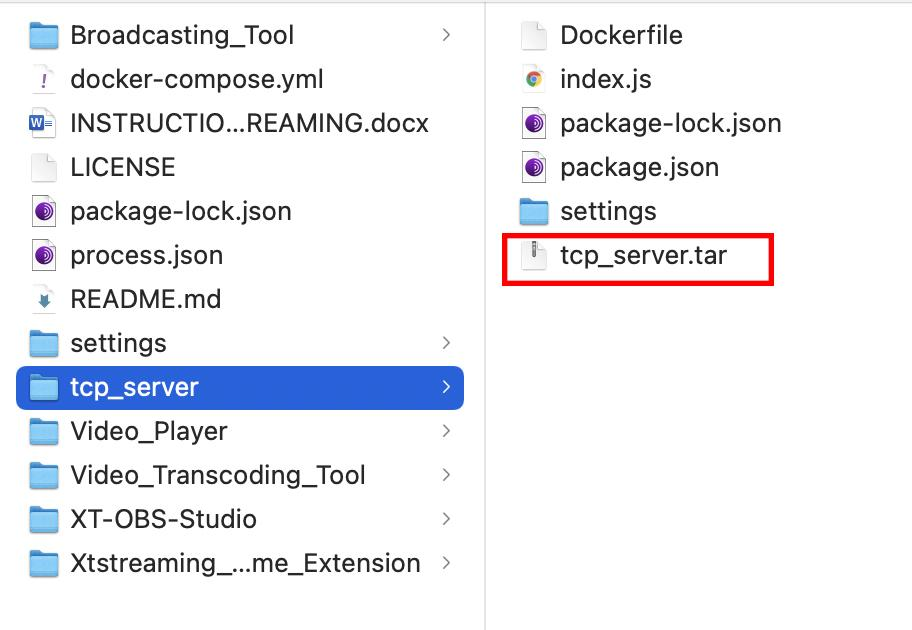 Broadcasting_Tool
docker-compose.yml
INSTRUCTIO...REAMING.docx
LICENSE
package-lock.json
process.json
README.md
settings
tcp_server
Video_Player
Video_Transcoding_Tool
XT-OBS-Studio
Xtstreaming_...me_Extension
Dockerfile
index.js
package-lock.json
package.json
settings
tcp_server.tar